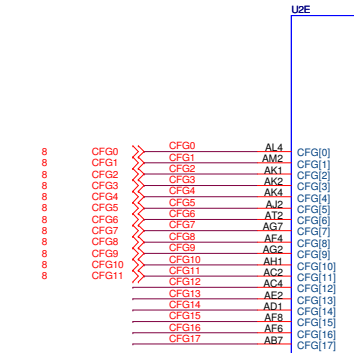 U2E
CFG0 AL4
8 CFG0 CFG[0]
CFG1 AM2
8 CFG1 CFG[1]
CFG2 AK1
8 CFG2 CFG[2]
CFG3 AK2
8 CFG3 CFG[3]
CFG4 AK4
8 CFG4 CFG[4]
CFG5 AJ2
8 CFG5 CFG[5]
CFG6 AT2
8 CFG6 CFG[6]
CFG7 AG7
8 CFG7 CFG[7]
CFG8 AF4
8 CFG8 CFG[8]
CFG9 AG2
8 CFG9 CFG[9]
CFG10 AH1
8 CFG10 CFG[10]
CFG11 AC2
8 CFG11 CFG[11]
CFG12 AC4
CFG[12]
CFG13 AE2
CFG[13]
CFG14 AD1
CFG[14]
CFG15 AF8
CFG[15]
CFG16 AF6
CFG[16]
CFG17 AB7
CFG[17]